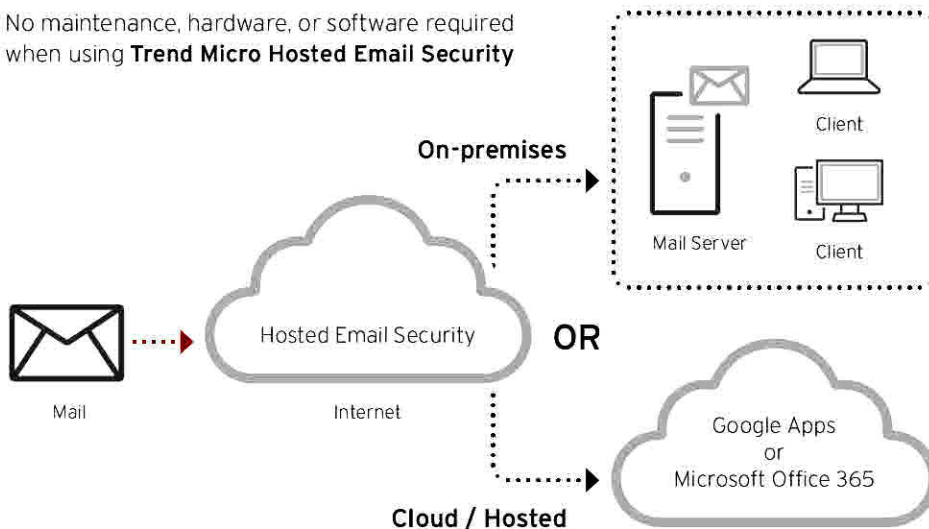 No maintenance, hardware, or software required
when using Trend Micro Hosted Email Security
On-premises
Mail Server
Client
Client
Mail
Hosted Email Security
Internet
OR
Google Apps
or
Microsoft Office 365
Cloud / Hosted